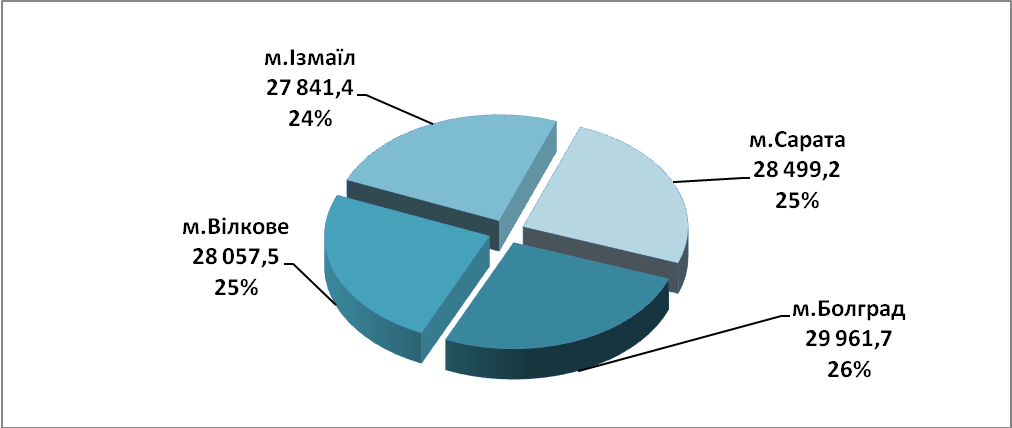 м.Ізмаїл
27 841,4
24%
м.Сарата
28 499,2
25%
м.Вілкове
28 057,5
25%
м.Болград
29 961,7
26%